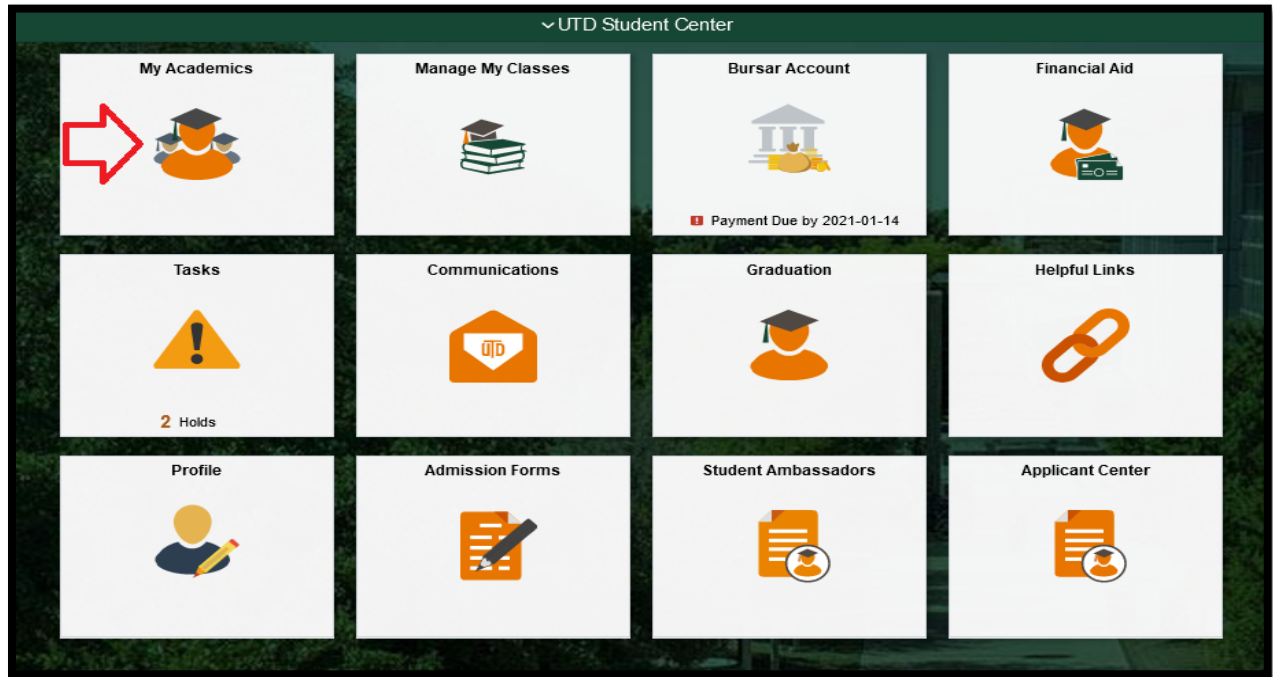 UTD Student Center
My Academics
Manage My Classes
Bursar Account
Financial Aid
Payment Due by 2021-01-14
Tasks
Communications
Graduation
Helpful Links
UTD
2 Holds
Profile
Admission Forms
Student Ambassadors
Applicant Center